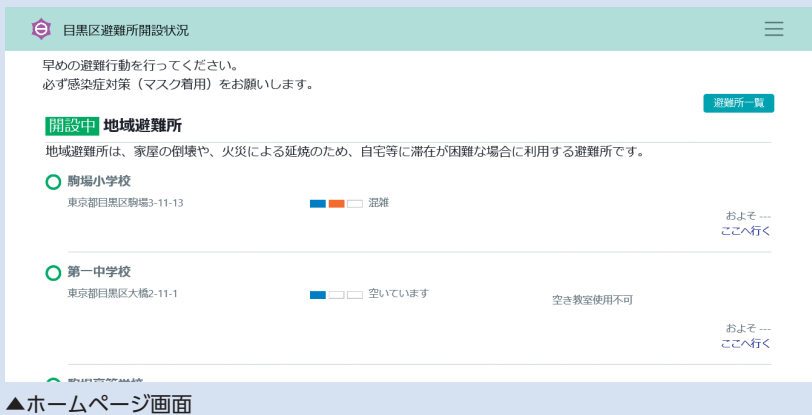 目黒区避難所開設状況
早めの避難行動を行ってください。
必ず感染症対策（マスク着用）をお願いします。
避難所一覧
開設中 地域避難所
地域避難所は、家屋の倒壊や、火災による延焼のため、自宅等に滞在が困難な場合に利用する避難所です。
駒場小学校
東京都目黒区駒場3-11-13
混雑
およそ ---
ここへ行く
第一中学校
東京都目黒区大橋2-11-1
空いています
空き教室使用不可
およそ ---
ここへ行く
▲ホームページ画面